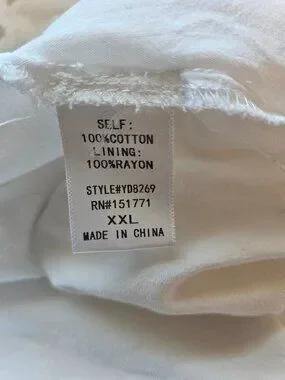 SELF:
100%COTTON
LINING:
100%RAYON
STYLE#YD8269
RN#151771
XXL
MADE IN CHINA